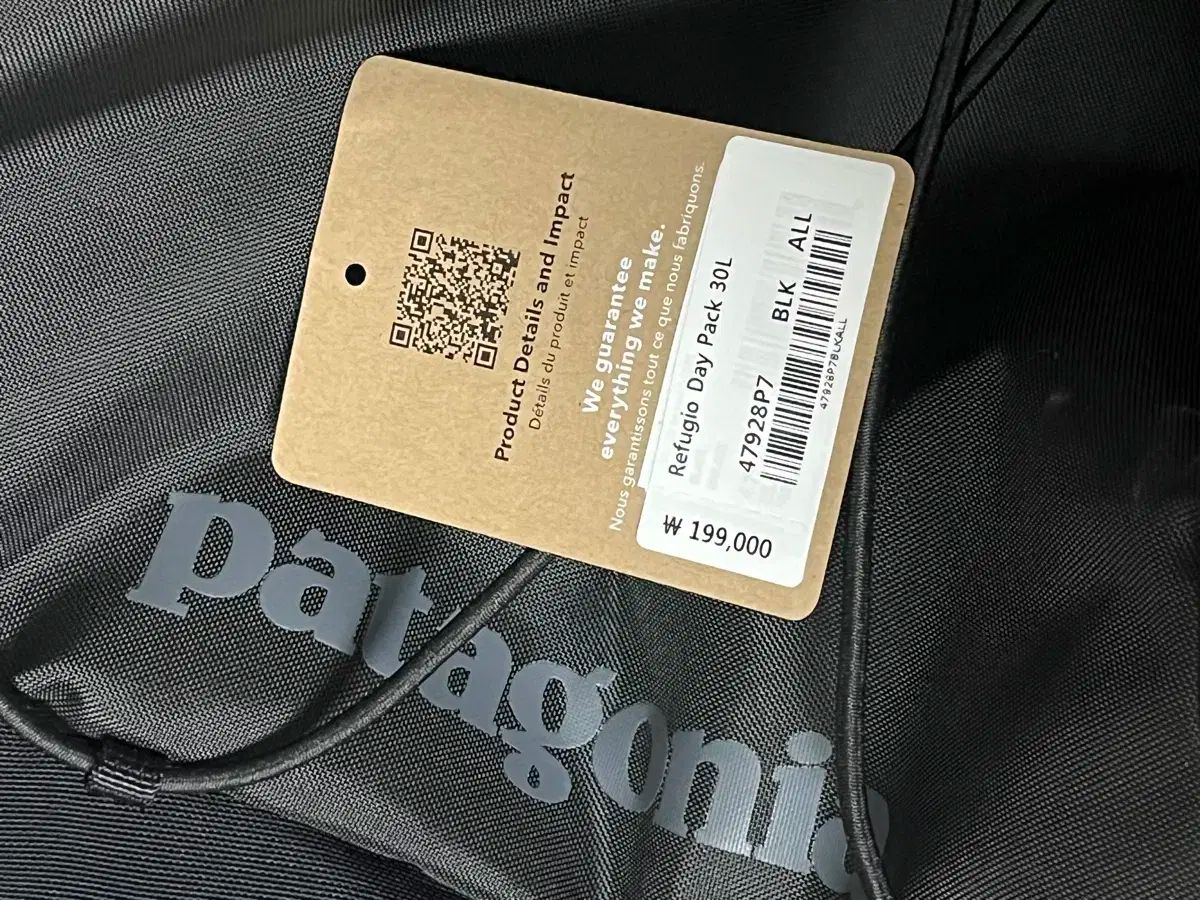 Product Details and Impact
Détails du produit et impact
We guarantee
everything we make.
Nous garantissons tout ce que nous fabriquons.
Refugio Day Pack 30L
47928P7 BLK ALL
47928P7BLKALL
₩ 199,000
patagonia